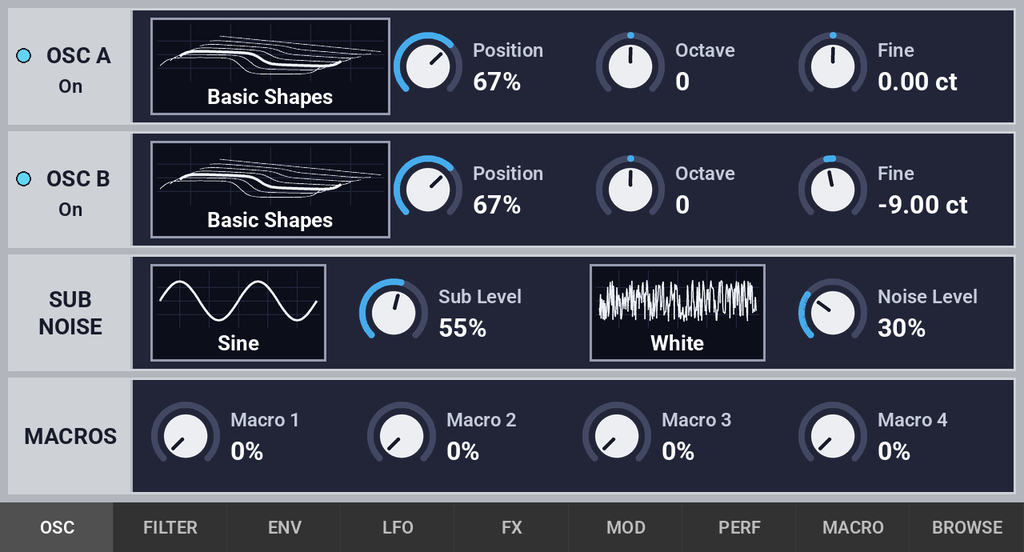 OSC A
On
Basic Shapes
Position
67%
Octave
0
Fine
0.00 ct
OSC B
On
Basic Shapes
Position
67%
Octave
0
Fine
-9.00 ct
SUB
NOISE
Sine
Sub Level
55%
White
Noise Level
30%
MACROS
Macro 1
0%
Macro 2
0%
Macro 3
0%
Macro 4
0%
OSC
FILTER
ENV
LFO
FX
MOD
PERF
MACRO
BROWSE